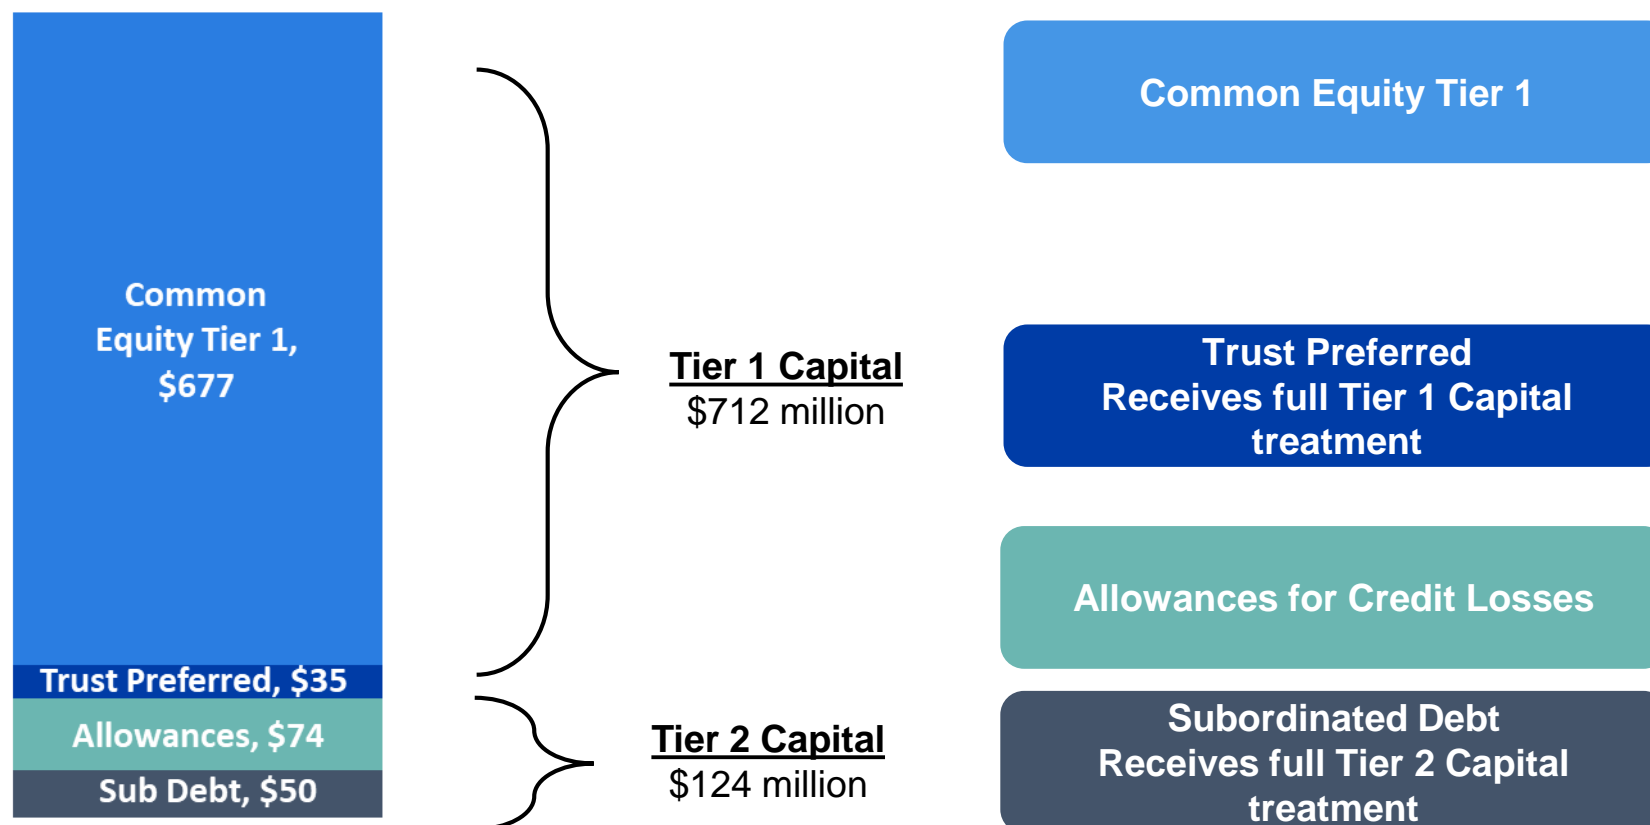 Common
Equity Tier 1,
$677
Trust Preferred, $35
Allowances, $74
Sub Debt, $50
Tier 1 Capital
$712 million
Tier 2 Capital
$124 million
Common Equity Tier 1
Trust Preferred
Receives full Tier 1 Capital
treatment
Allowances for Credit Losses
Subordinated Debt
Receives full Tier 2 Capital
treatment